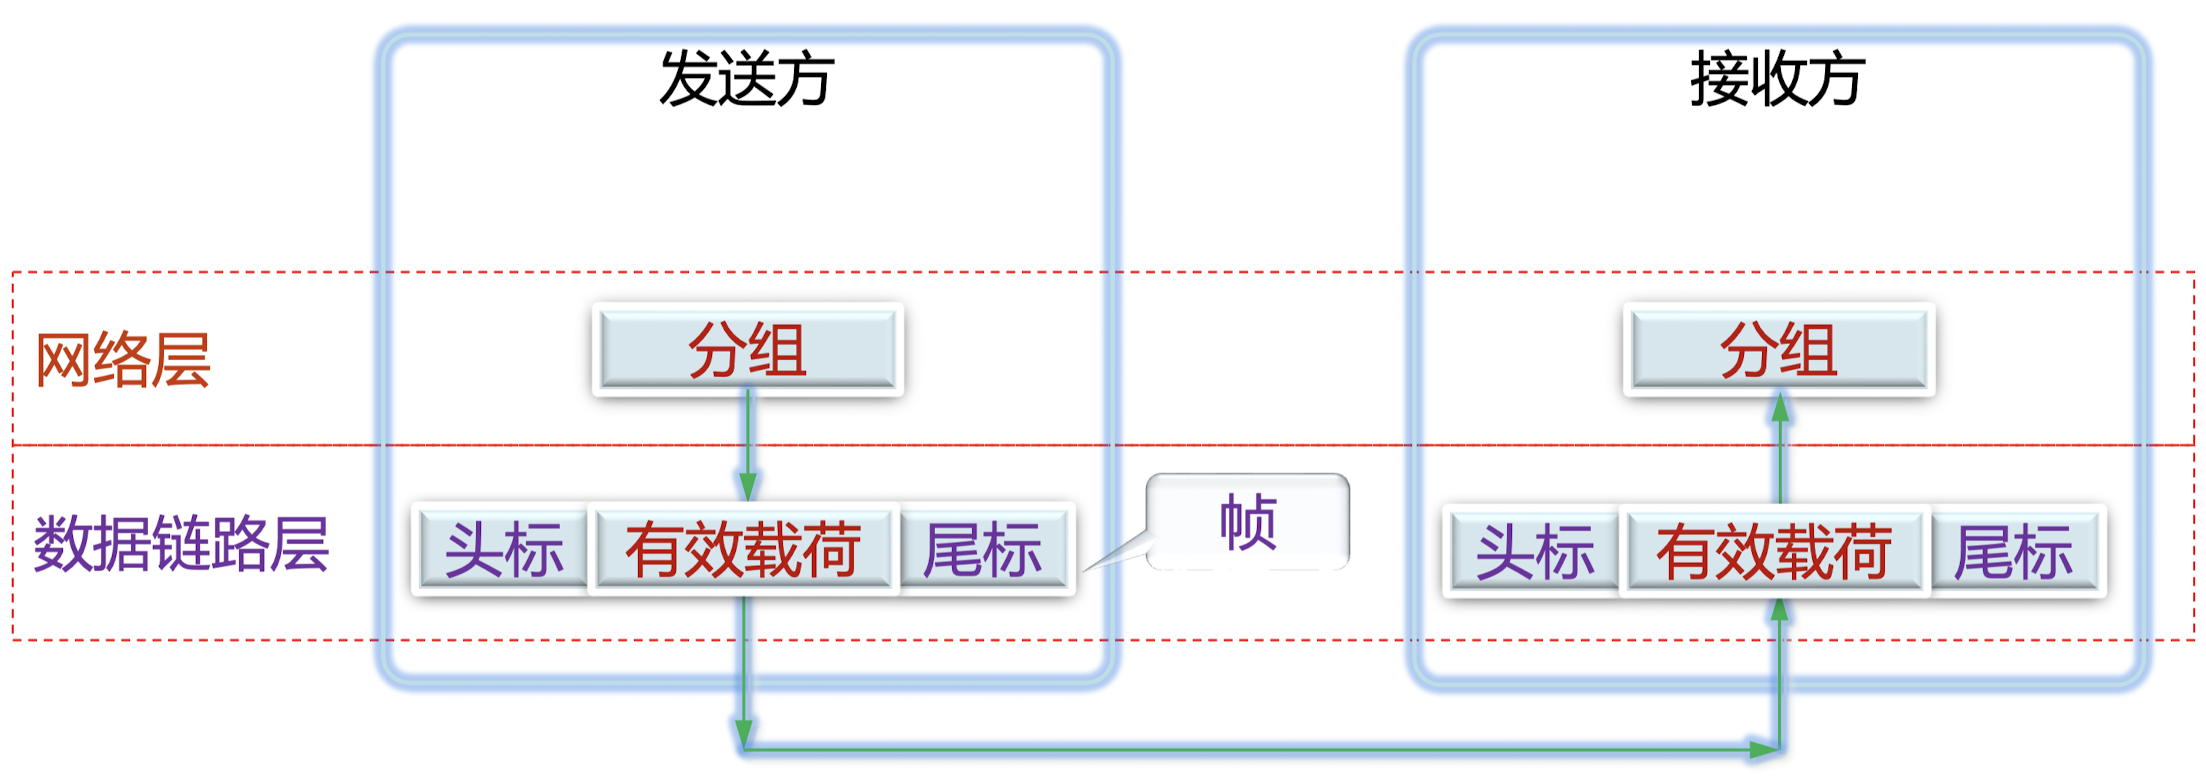 发送方
接收方
网络层
分组
分组
数据链路层
头标
有效载荷
尾标
帧
头标
有效载荷
尾标